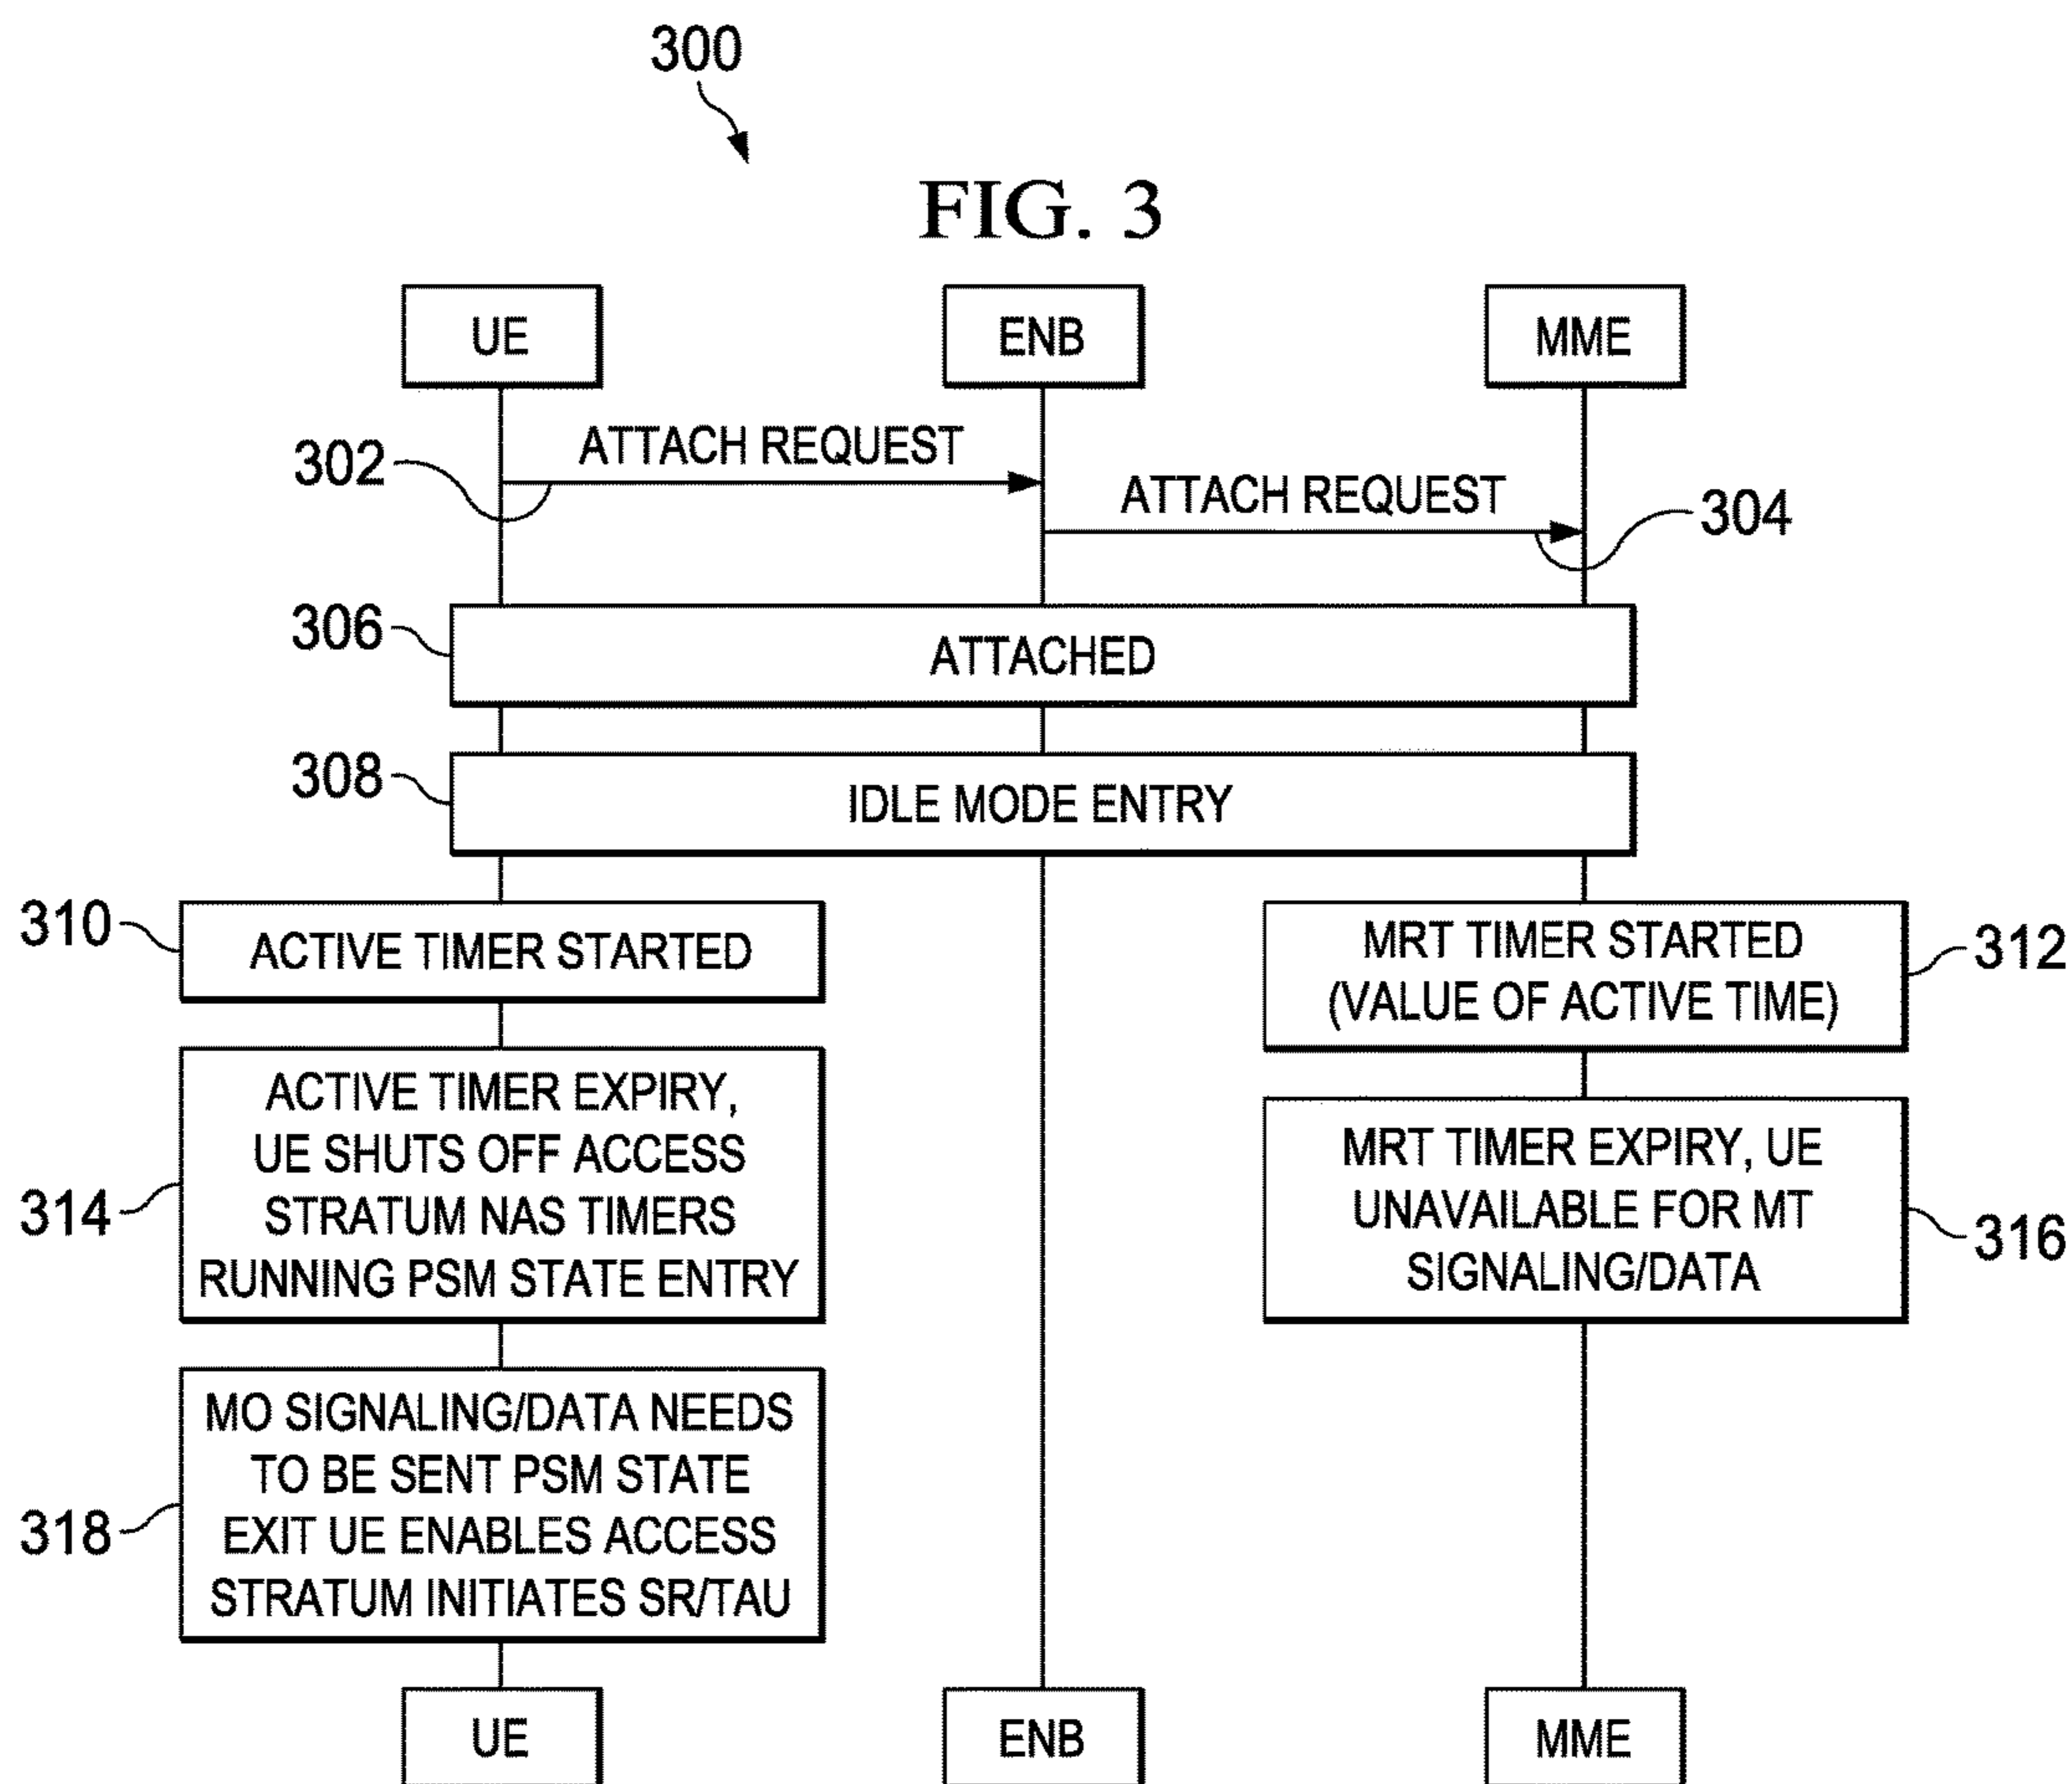 300
FIG. 3
UE
ENB
MME
ATTACH REQUEST
302
ATTACH REQUEST
304
306
ATTACHED
308
IDLE MODE ENTRY
310
ACTIVE TIMER STARTED
MRT TIMER STARTED
(VALUE OF ACTIVE TIME)
312
ACTIVE TIMER EXPIRY,
UE SHUTS OFF ACCESS
STRATUM NAS TIMERS
RUNNING PSM STATE ENTRY
314
MRT TIMER EXPIRY, UE
UNAVAILABLE FOR MT
SIGNALING/DATA
316
MO SIGNALING/DATA NEEDS
TO BE SENT PSM STATE
EXIT UE ENABLES ACCESS
STRATUM INITIATES SR/TAU
318
UE
ENB
MME